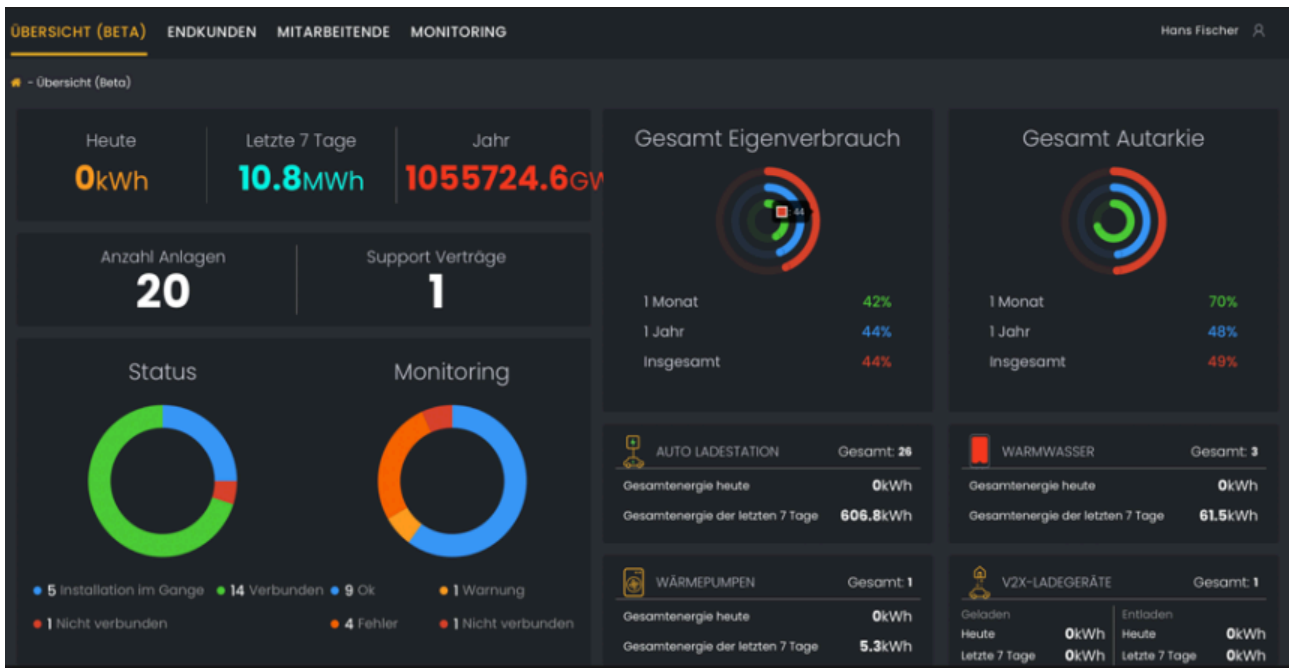 ÜBERSICHT (BETA) ENDKUNDEN MITARBEITENDE MONITORING Hans Fischer
- Übersicht (Beta)
Heute Letzte 7 Tage Jahr
0kWh 10.8MWh 1055724.6GW
Anzahl Anlagen Support Verträge
20 1
Status Monitoring
5 Installation im Gange 14 Verbunden 9 Ok 1 Warnung
1 Nicht verbunden 4 Fehler 1 Nicht verbunden
Gesamt Eigenverbrauch
: 44
1 Monat 42%
1 Jahr 44%
Insgesamt 44%
Gesamt Autarkie
1 Monat 70%
1 Jahr 48%
Insgesamt 49%
AUTO LADESTATION Gesamt: 26
Gesamtenergie heute 0kWh
Gesamtenergie der letzten 7 Tage 606.8kWh
WARMWASSER Gesamt: 3
Gesamtenergie heute 0kWh
Gesamtenergie der letzten 7 Tage 61.5kWh
WÄRMEPUMPEN Gesamt: 1
Gesamtenergie heute 0kWh
Gesamtenergie der letzten 7 Tage 5.3kWh
V2X-LADEGERÄTE Gesamt: 1
Geladen Entladen
Heute 0kWh Heute 0kWh
Letzte 7 Tage 0kWh Letzte 7 Tage 0kWh